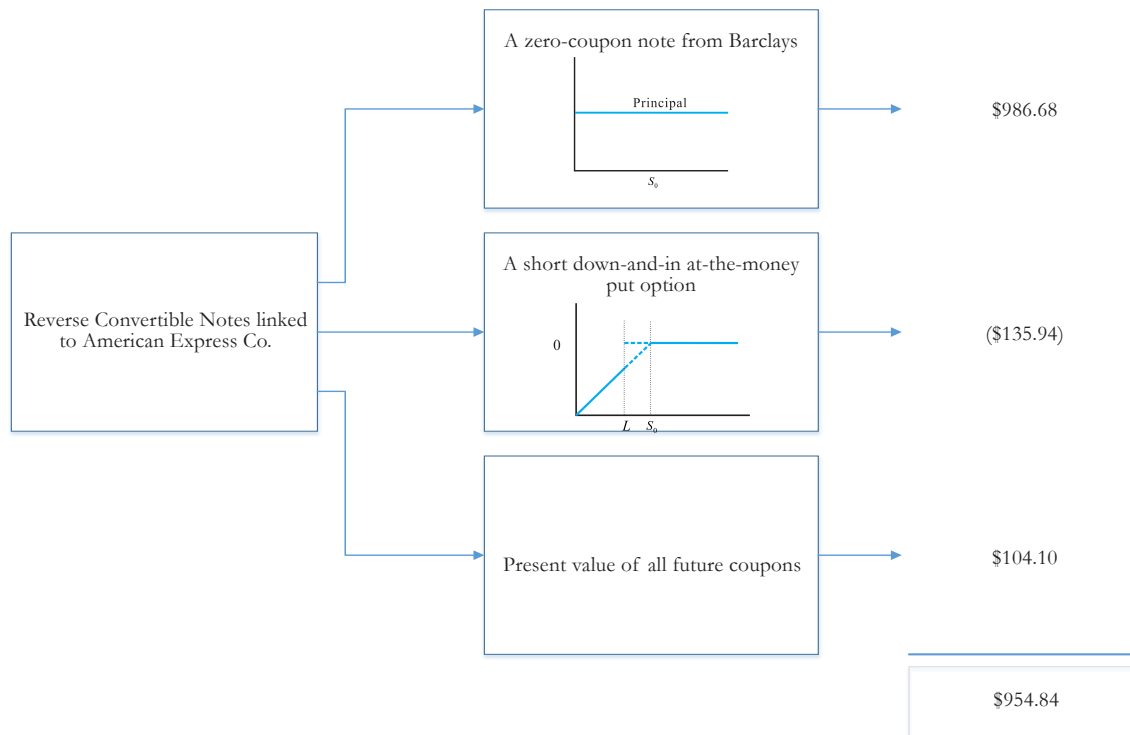 A zero-coupon note from Barclays
Principal
S₀
$986.68
Reverse Convertible Notes linked
to American Express Co.
A short down-and-in at-the-money
put option
0
L S₀
($135.94)
Present value of all future coupons
$104.10
$954.84